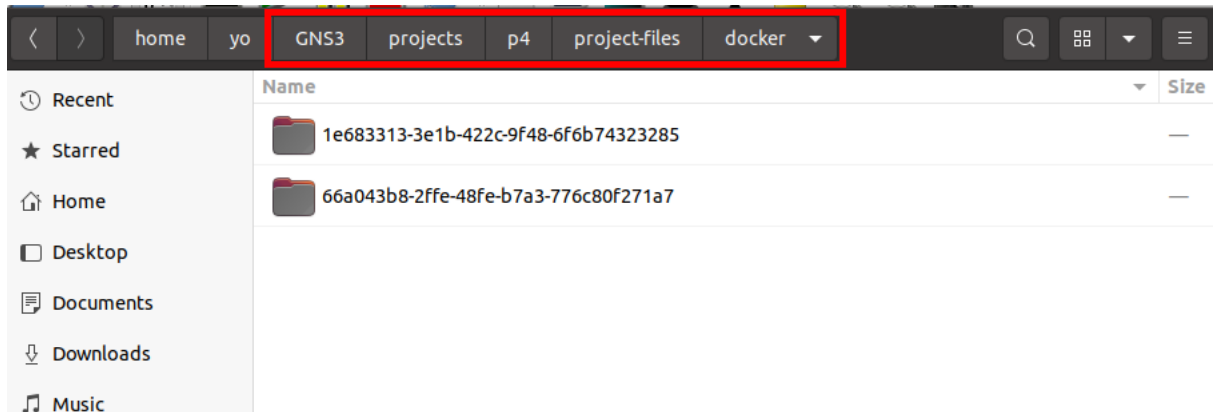 home yo GNS3 projects p4 project-files docker
Recent
Name Size
1e683313-3e1b-422c-9f48-6f6b74323285
Starred
66a043b8-2ffe-48fe-b7a3-776c80f271a7
Home
Desktop
Documents
Downloads
Music